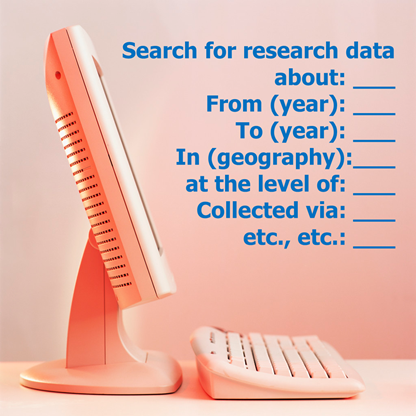 Search for research data
about: ___
From (year): ___
To (year): ___
In (geography):___
at the level of: ___
Collected via: ___
etc., etc.: ___